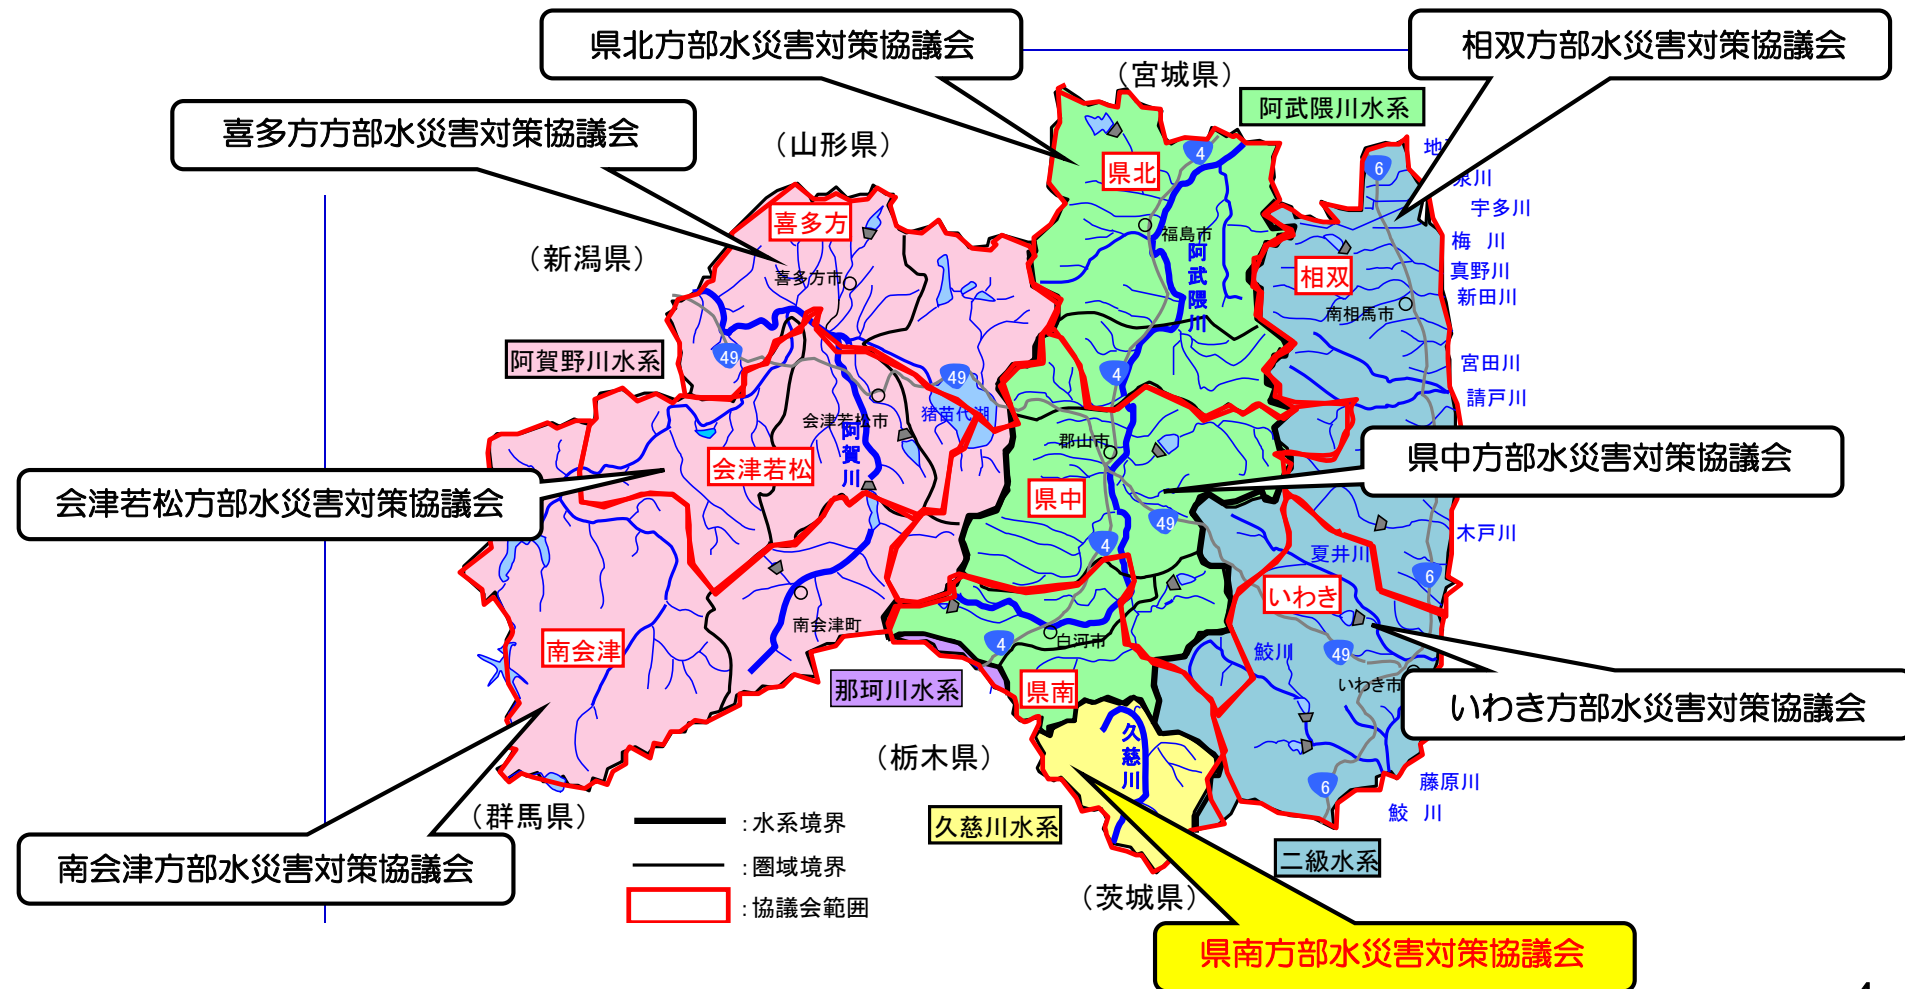 県北方部水災害対策協議会
相双方部水災害対策協議会
(宮城県)
阿武隈川水系
喜多方方部水災害対策協議会
(山形県)
県北
4
6
泉川
宇多川
喜多方
福島市
梅 川
(新潟県)
阿武隈川
相双
真野川
喜多方市
新田川
南相馬市
阿賀野川水系
49
49
4
宮田川
請戸川
会津若松市
猪苗代湖
阿賀川
郡山市
会津若松
県中方部水災害対策協議会
会津若松方部水災害対策協議会
県中
49
木戸川
4
夏井川
6
いわき
南会津町
白河市
南会津
4
鮫川
49
那珂川水系
県南
いわき市
いわき方部水災害対策協議会
久慈川
(栃木県)
6
藤原川
鮫 川
(群馬県)
:水系境界
久慈川水系
二級水系
南会津方部水災害対策協議会
:圏域境界
(茨城県)
:協議会範囲
県南方部水災害対策協議会